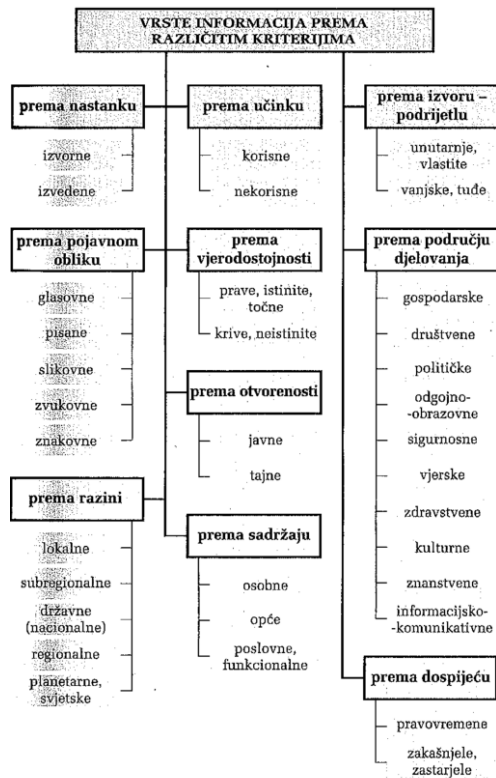 VRSTE INFORMACIJA PREMA
RAZLIČITIM KRITERIJIMA
prema nastanku
izvorne
izvedene
prema učinku
korisne
nekorisne
prema izvoru –
podrijetlu
unutarnje,
vlastite
vanjske, tuđe
prema pojavnom
obliku
glasovne
pisane
slikovne
zvukovne
znakovne
prema
vjerodostojnosti
prave, istinite,
točne
krive, neistinite
prema području
djelovanja
gospodarske
društvene
političke
odgojno-
-obrazovne
sigurnosne
vjerske
zdravstvene
kulturne
znanstvene
informacijsko-
-komunikativne
prema otvorenosti
javne
tajne
prema razini
lokalne
subregionalne
državne
(nacionalne)
regionalne
planetarne,
svjetske
prema sadržaju
osobne
opće
poslovne,
funkcionalne
prema dospijeću
pravovremene
zakašnjele,
zastarjele